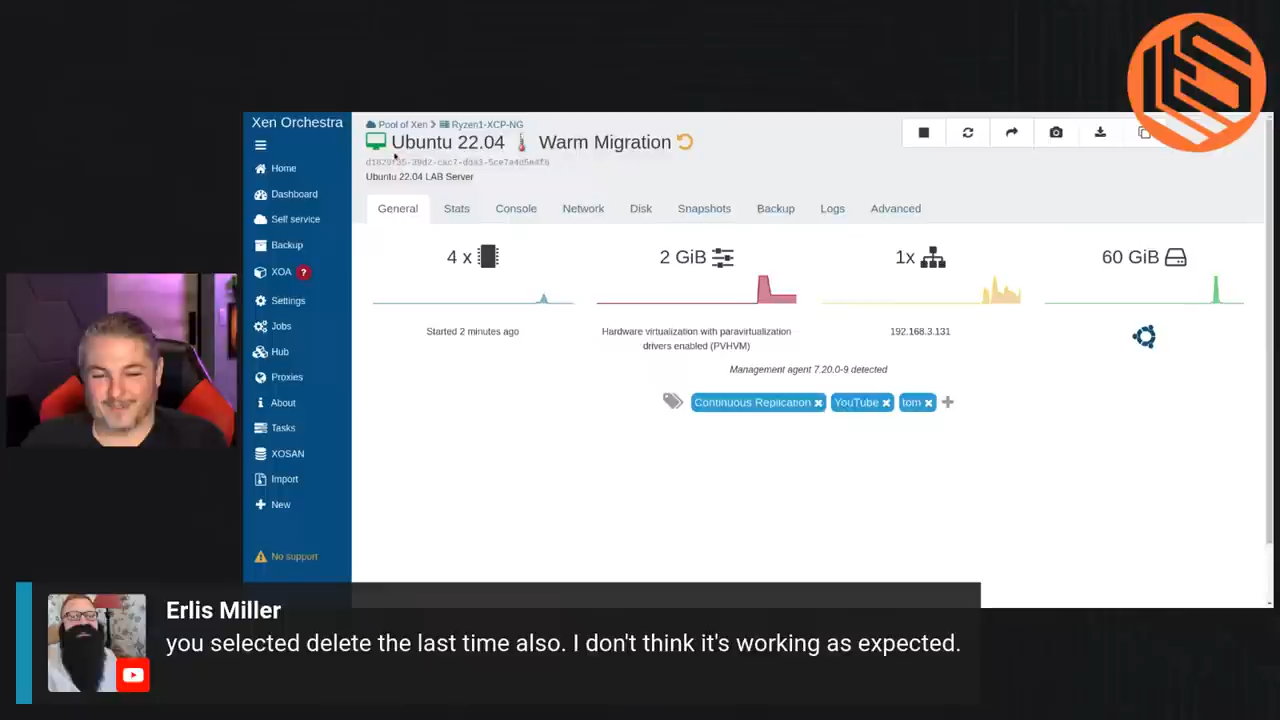 Xen Orchestra
Home
Dashboard
Self service
Backup
XOA ?
Settings
Jobs
Hub
Proxies
About
Tasks
XOSAN
Import
New
No support
Pool of Xen > Ryzen1-XCP-NG
Ubuntu 22.04 🌡️ Warm Migration
Ubuntu 22.04 LAB Server
General Stats Console Network Disk Snapshots Backup Logs Advanced
4 x 2 GiB 1x 60 GiB
Started 2 minutes ago
Hardware virtualization with paravirtualization
drivers enabled (PVHVM)
192.168.3.131
Management agent 7.20.0-9 detected
Continuous Replication YouTube tom
Erlis Miller
you selected delete the last time also. I don't think it's working as expected.